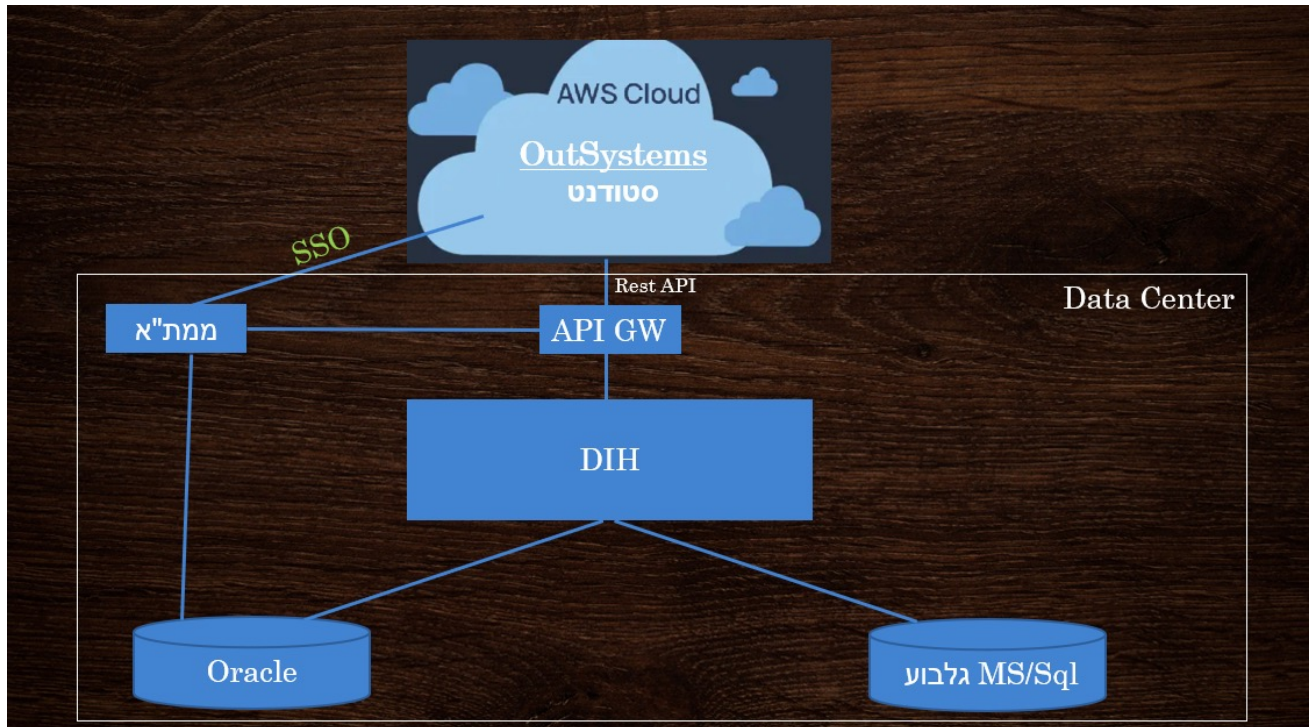 AWS Cloud
OutSystems
סטודנט
SSO
Rest API
Data Center
ממת"א
API GW
DIH
Oracle
גלבוע MS/Sql